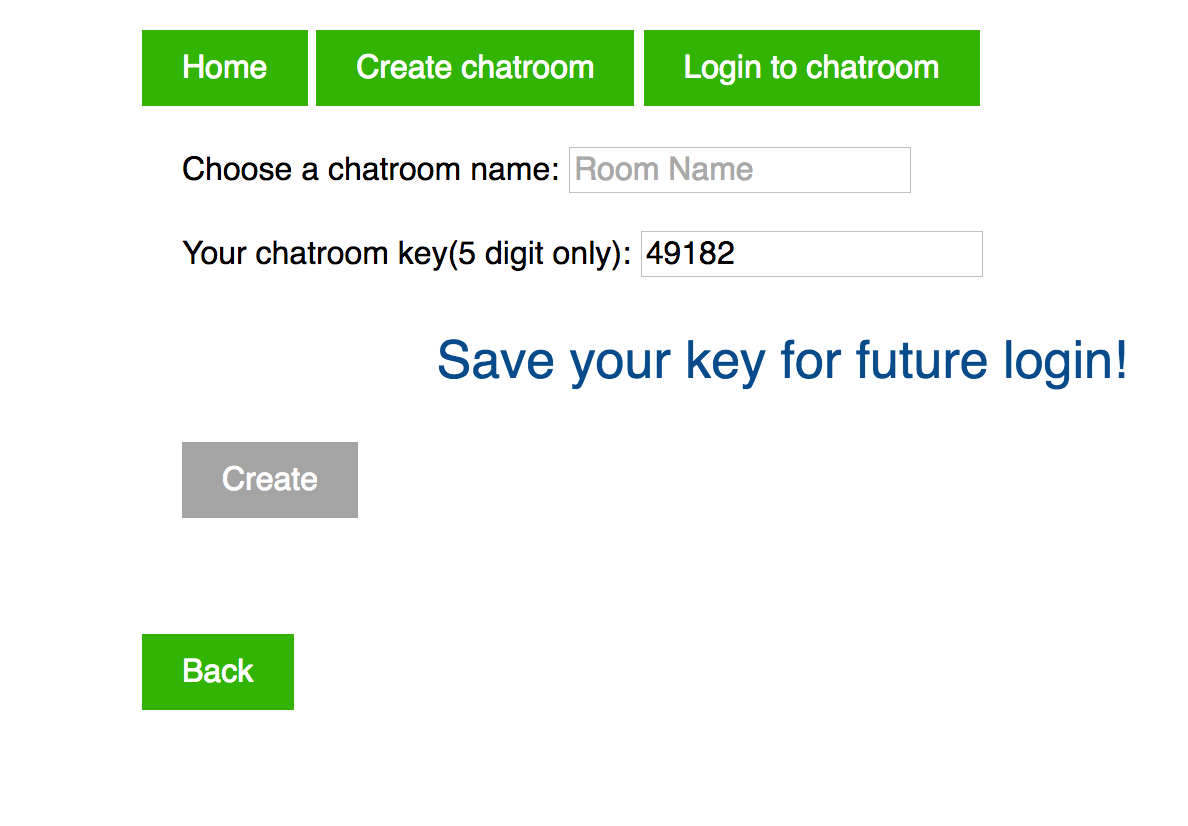 Home Create chatroom Login to chatroom
Choose a chatroom name: Room Name
Your chatroom key(5 digit only): 49182
Save your key for future login!
Create
Back